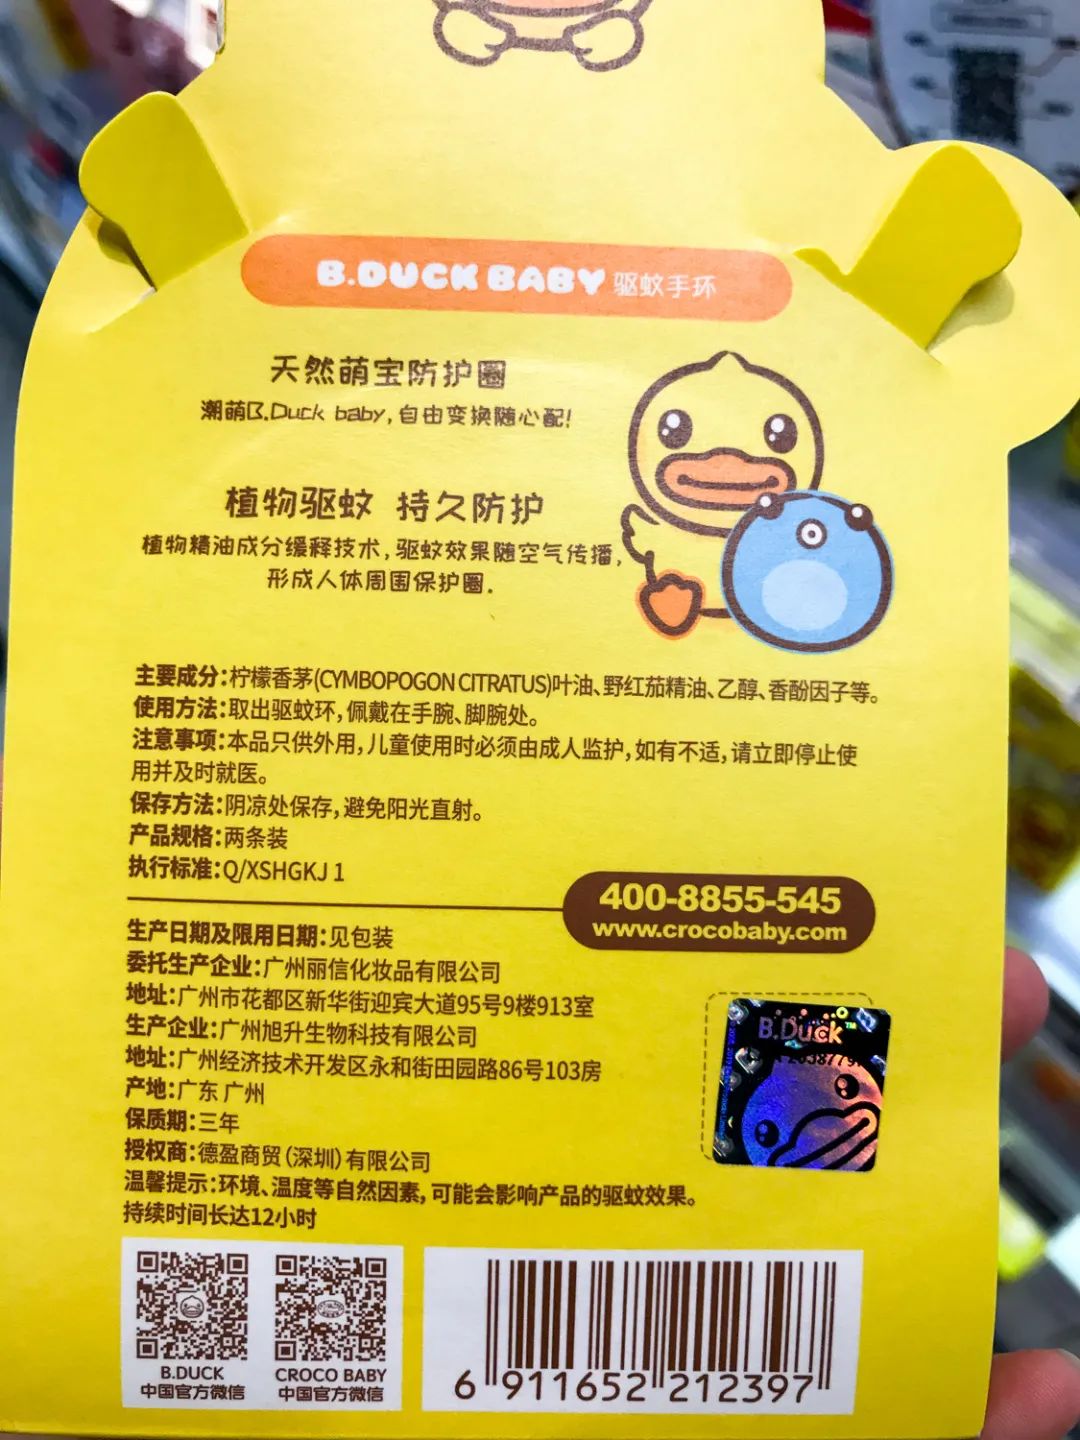 B.DUCK BABY 驱蚊手环
天然萌宝防护圈
潮萌B.Duck baby,自由变换随心配!
植物驱蚊 持久防护
植物精油成分缓释技术,驱蚊效果随空气传播,
形成人体周围保护圈.
主要成分:柠檬香茅(CYMBOPOGON CITRATUS)叶油、野红茄精油、乙醇、香酚因子等。
使用方法:取出驱蚊环,佩戴在手腕、脚腕处。
注意事项:本品只供外用,儿童使用时必须由成人监护,如有不适,请立即停止使
用并及时就医。
保存方法:阴凉处保存,避免阳光直射。
产品规格:两条装
执行标准:Q/XSHGKJ 1
400-8855-545
www.crocobaby.com
生产日期及限用日期:见包装
委托生产企业:广州丽信化妆品有限公司
地址:广州市花都区新华街迎宾大道95号9楼913室
生产企业:广州旭升生物科技有限公司
地址:广州经济技术开发区永和街田园路86号103房
产地:广东 广州
保质期:三年
授权商:德盈商贸(深圳)有限公司
温馨提示:环境、温度等自然因素,可能会影响产品的驱蚊效果。
持续时间长达12小时
B.Duck™
B.DUCK
中国官方微信
CROCO BABY
中国官方微信
6 911652 212397